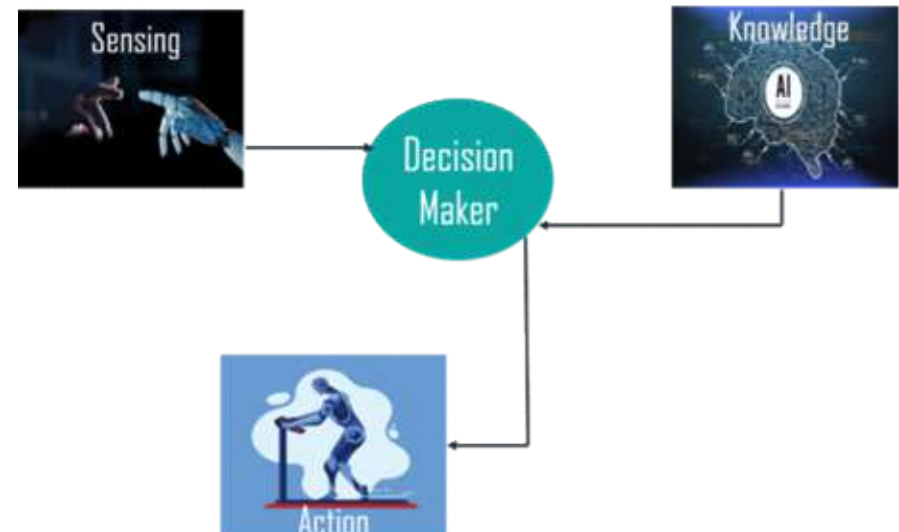 Sensing
Knowledge
AI
Decision
Maker
Action